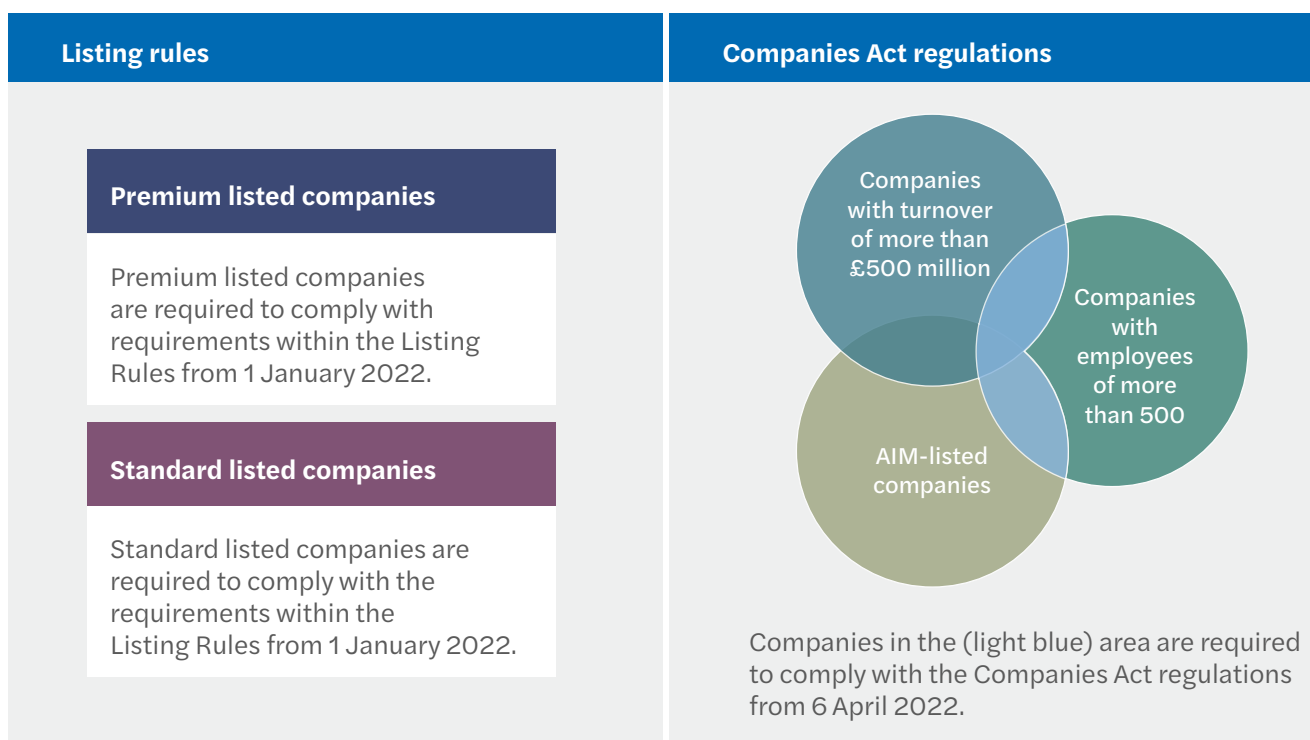 Listing rules
Premium listed companies
Premium listed companies
are required to comply with
requirements within the Listing
Rules from 1 January 2022.
Standard listed companies
Standard listed companies are
required to comply with the
requirements within the
Listing Rules from 1 January 2022.
Companies Act regulations
Companies
with turnover
of more than
£500 million
Companies
with
employees
of more
than 500
AIM-listed
companies
Companies in the (light blue) area are required
to comply with the Companies Act regulations
from 6 April 2022.